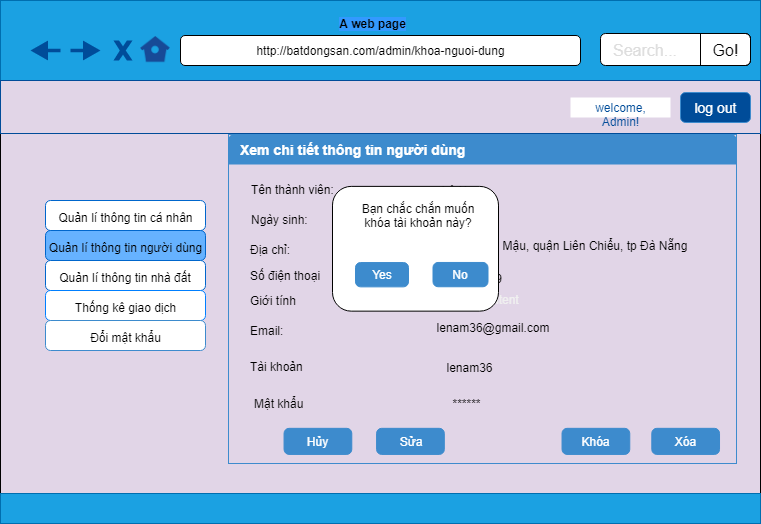 A web page
http://batdongsan.com/admin/khoa-nguoi-dung
Search...
Go!
welcome,
Admin!
log out
Xem chi tiết thông tin người dùng
Quản lí thông tin cá nhân
Quản lí thông tin người dùng
Quản lí thông tin nhà đất
Thống kê giao dịch
Đổi mật khẩu
Tên thành viên:
Ngày sinh:
Địa chỉ:
Mậu, quận Liên Chiểu, tp Đà Nẵng
Số điện thoại
Giới tính
Email:
lenam36@gmail.com
Tài khoản
lenam36
Mật khẩu
******
Bạn chắc chắn muốn
khóa tài khoản này?
Yes
No
Hủy
Sửa
Khóa
Xóa